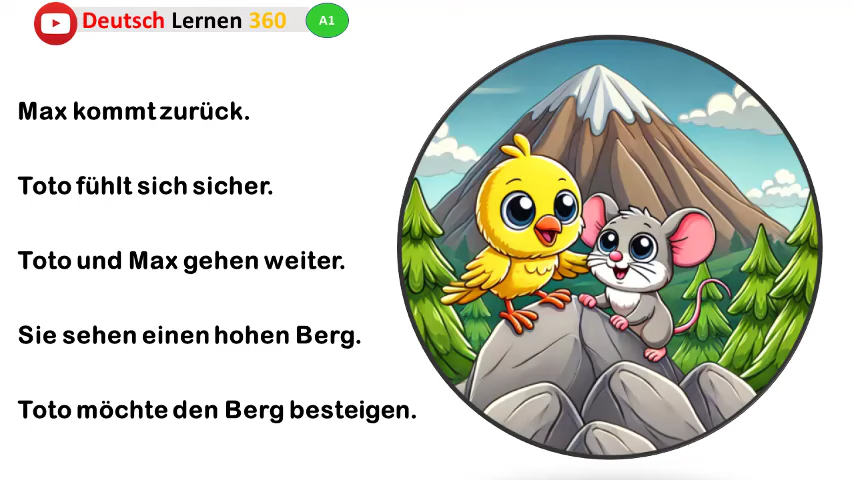 Deutsch Lernen 360 A1
Max kommt zurück.
Toto fühlt sich sicher.
Toto und Max gehen weiter.
Sie sehen einen hohen Berg.
Toto möchte den Berg besteigen.